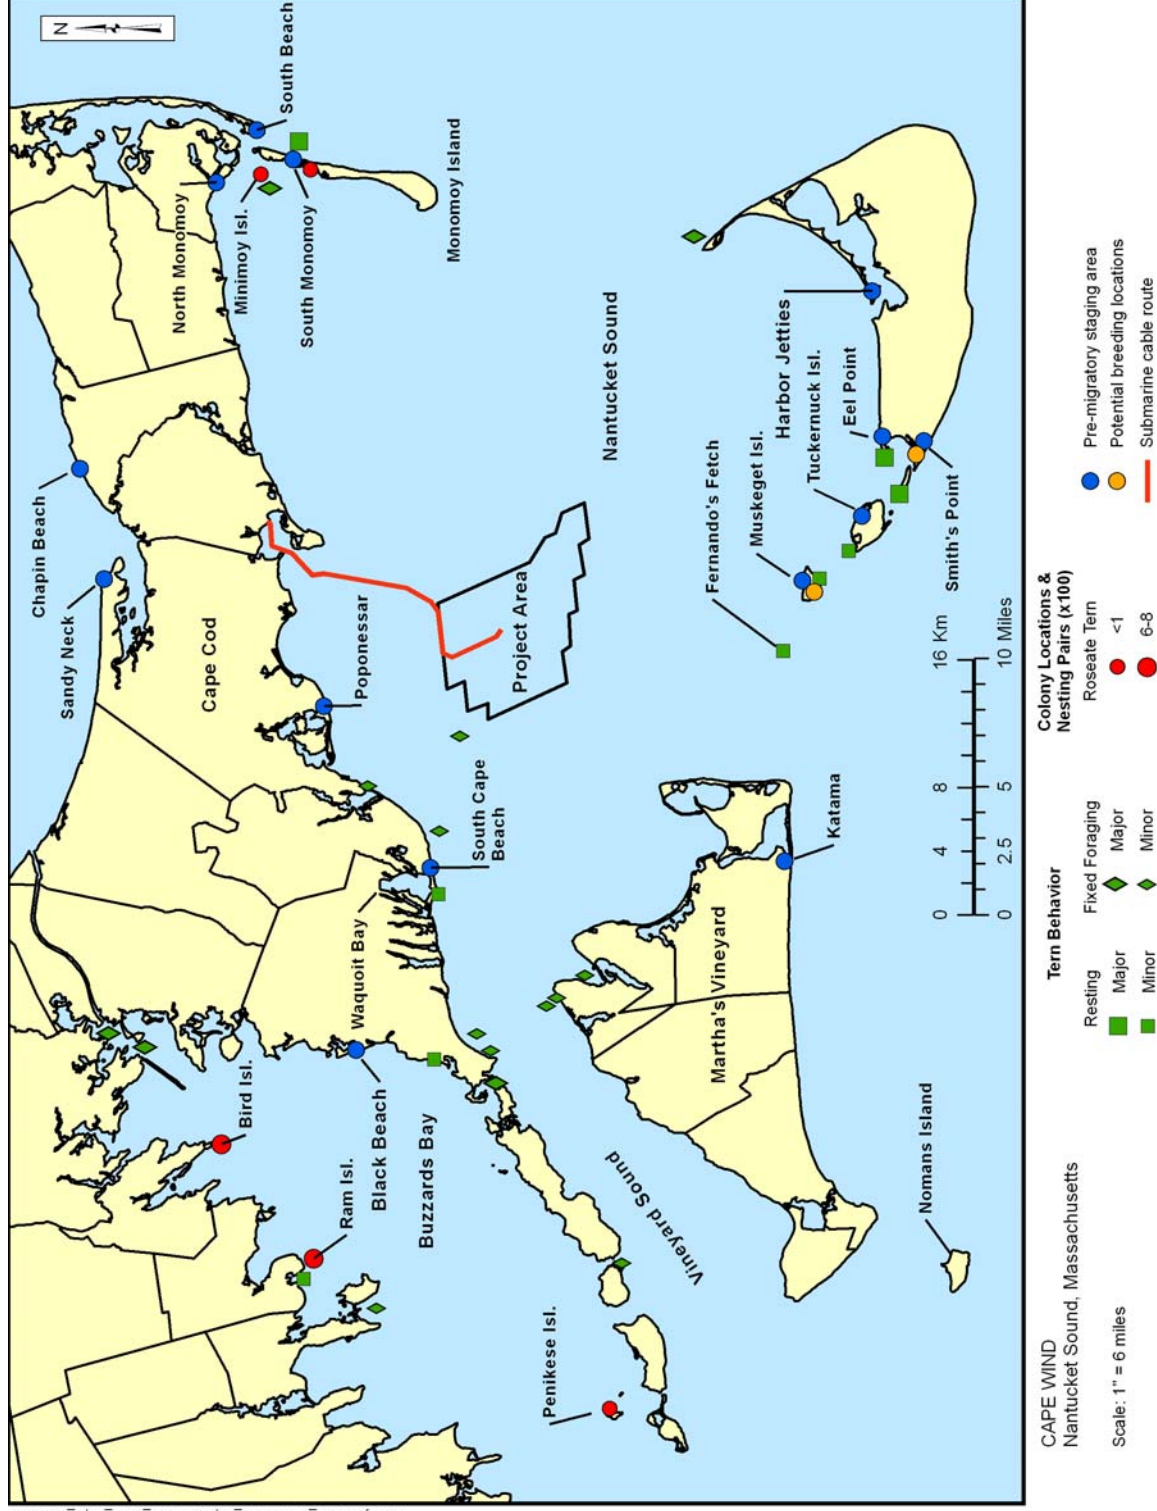 N
Chapin Beach
Sandy Neck
South Beach
North Monomoy
Minimoy Isl.
South Monomoy
Monomoy Island
Cape Cod
Popponessar
Bird Isl.
Waquoit Bay
Black Beach
Ram Isl.
Buzzards Bay
South Cape
Beach
Project Area
Nantucket Sound
Penikese Isl.
Vineyard Sound
Martha's Vineyard
Katama
Fernando's Fetch
Muskeget Isl.
Harbor Jetties
Tuckernuck Isl.
Eel Point
Smith's Point
Nomans Island
0 4 8 16 Km
0 2.5 5 10 Miles
CAPE WIND
Nantucket Sound, Massachusetts
Scale: 1" = 6 miles
Tern Behavior
Resting
Major
Minor
Fixed Foraging
Major
Minor
Colony Locations &
Nesting Pairs (x100)
Roseate Tern
<1
6-8
Pre-migratory staging area
Potential breeding locations
Submarine cable route